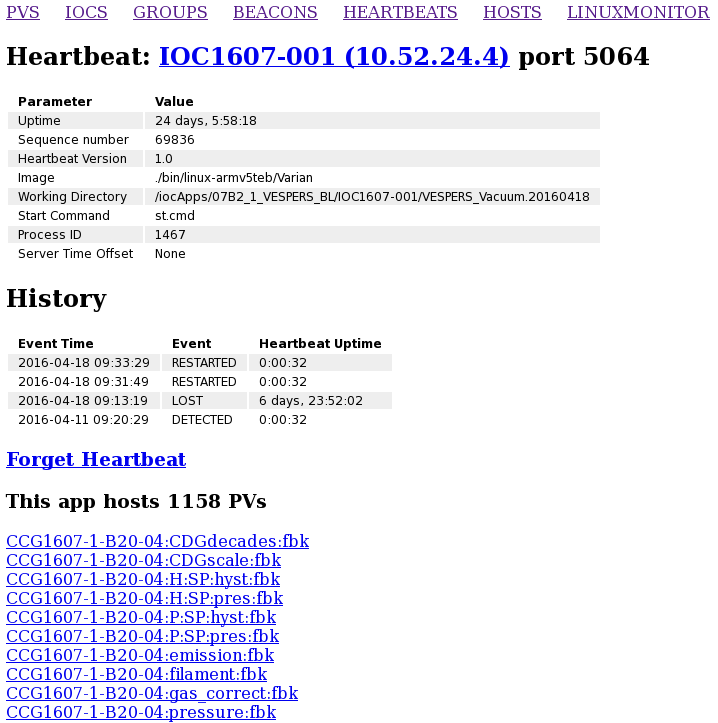 PVS IOCS GROUPS BEACONS HEARTBEATS HOSTS LINUXMONITOR
Heartbeat: IOC1607-001 (10.52.24.4) port 5064
Parameter Value
Uptime 24 days, 5:58:18
Sequence number 69836
Heartbeat Version 1.0
Image ./bin/linux-armv5teb/Varian
Working Directory /iocApps/07B2_1_VESPERS_BL/IOC1607-001/VESPERS_Vacuum.20160418
Start Command st.cmd
Process ID 1467
Server Time Offset None
History
Event Time Event Heartbeat Uptime
2016-04-18 09:33:29 RESTARTED 0:00:32
2016-04-18 09:31:49 RESTARTED 0:00:32
2016-04-18 09:13:19 LOST 6 days, 23:52:02
2016-04-11 09:20:29 DETECTED 0:00:32
Forget Heartbeat
This app hosts 1158 PVs
CCG1607-1-B20-04:CDGdecades:fbk
CCG1607-1-B20-04:CDGscale:fbk
CCG1607-1-B20-04:H:SP:hyst:fbk
CCG1607-1-B20-04:H:SP:pres:fbk
CCG1607-1-B20-04:P:SP:hyst:fbk
CCG1607-1-B20-04:P:SP:pres:fbk
CCG1607-1-B20-04:emission:fbk
CCG1607-1-B20-04:filament:fbk
CCG1607-1-B20-04:gas_correct:fbk
CCG1607-1-B20-04:pressure:fbk